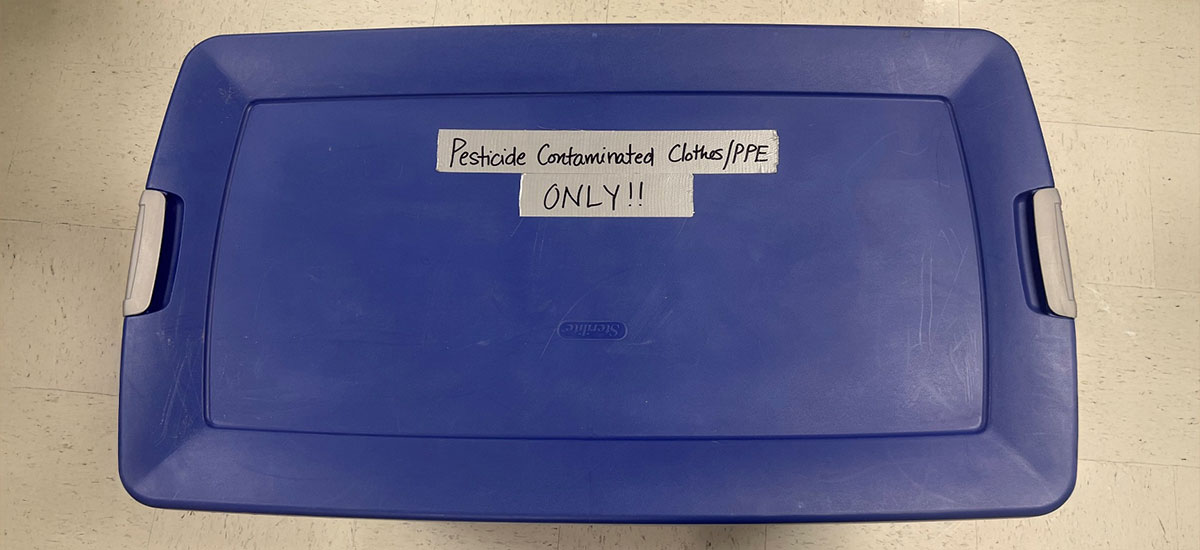 Pesticide Contaminated Clothes/PPE
ONLY!!
Sterilite